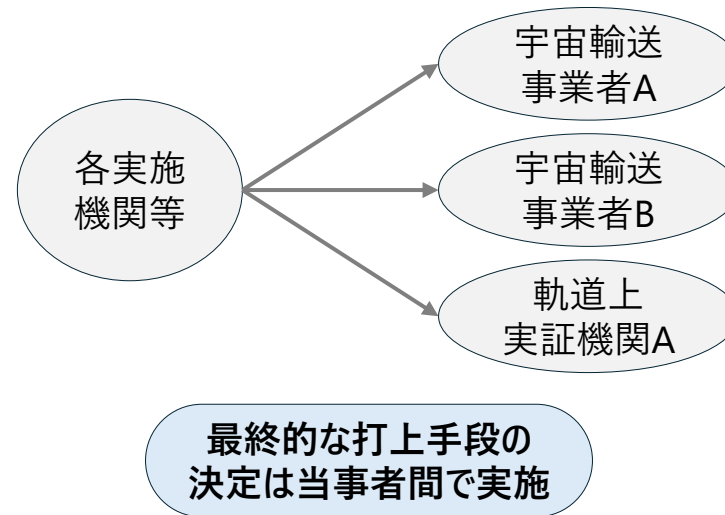 宇宙輸送
事業者A
各実施
機関等
宇宙輸送
事業者B
軌道上
実証機関A
最終的な打上手段の
決定は当事者間で実施